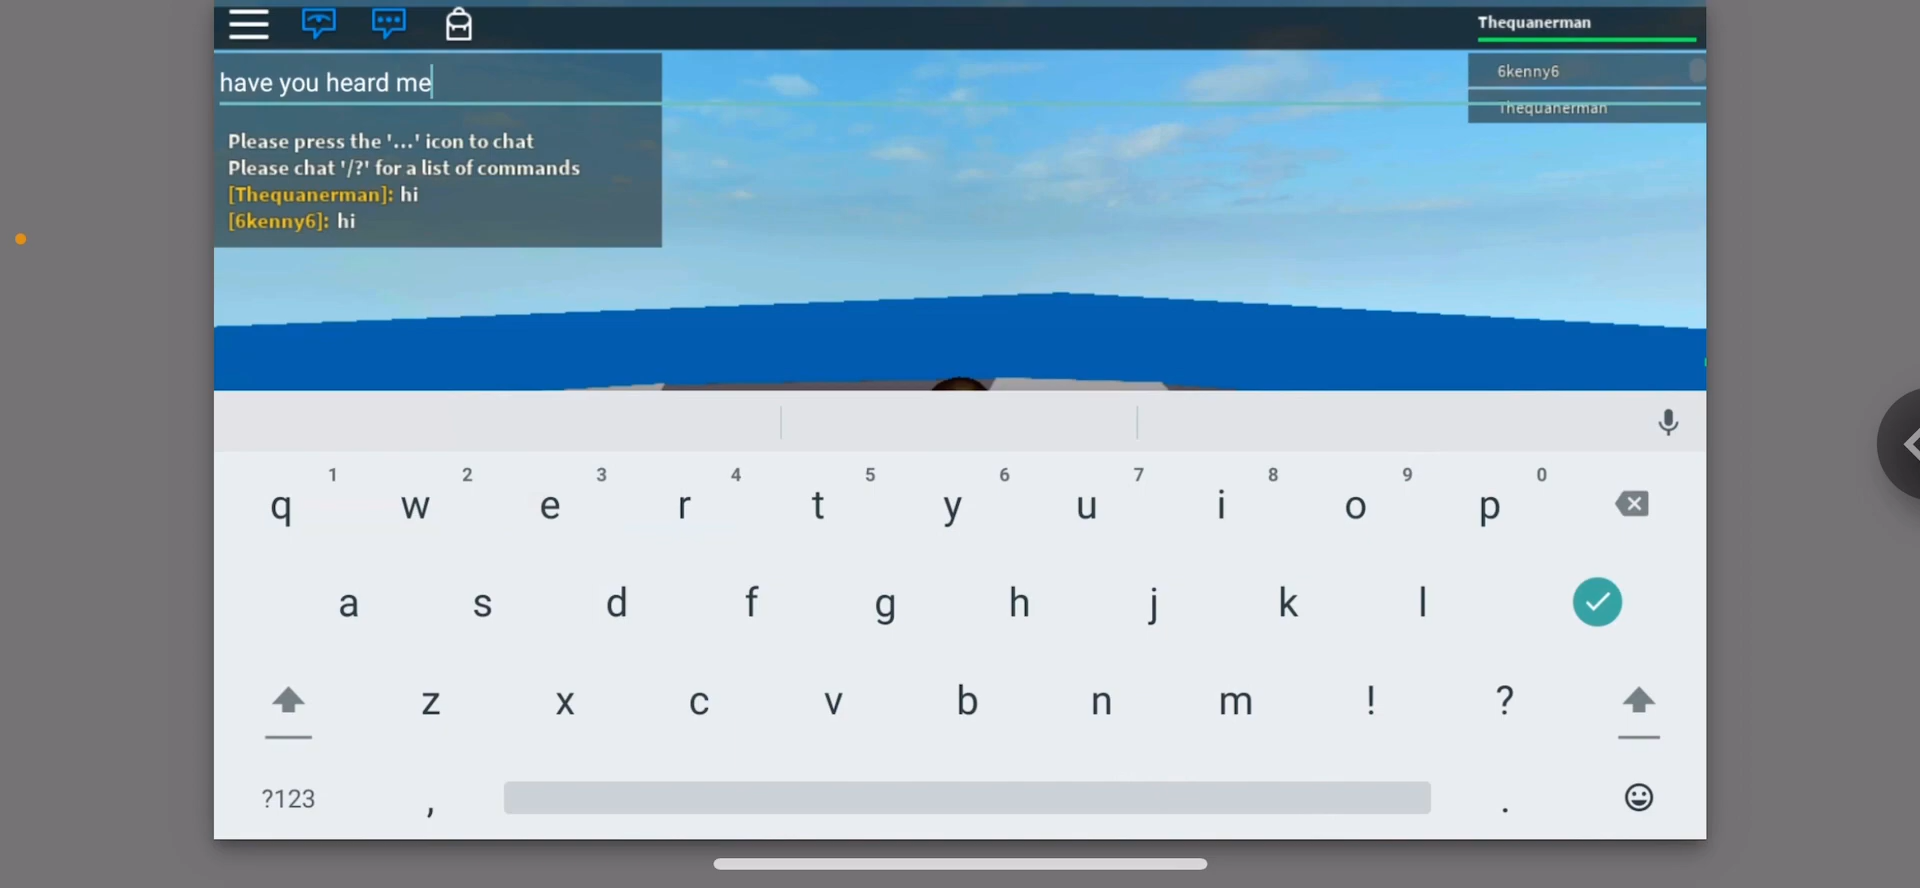 Thequanerman
have you heard me
6kenny6
Thequanerman
Please press the '...' icon to chat
Please chat '/?' for a list of commands
[Thequanerman]: hi
[6kenny6]: hi
1 2 3 4 5 6 7 8 9 0
q w e r t y u i o p
a s d f g h j k l
z x c v b n m ! ?
?123 , .